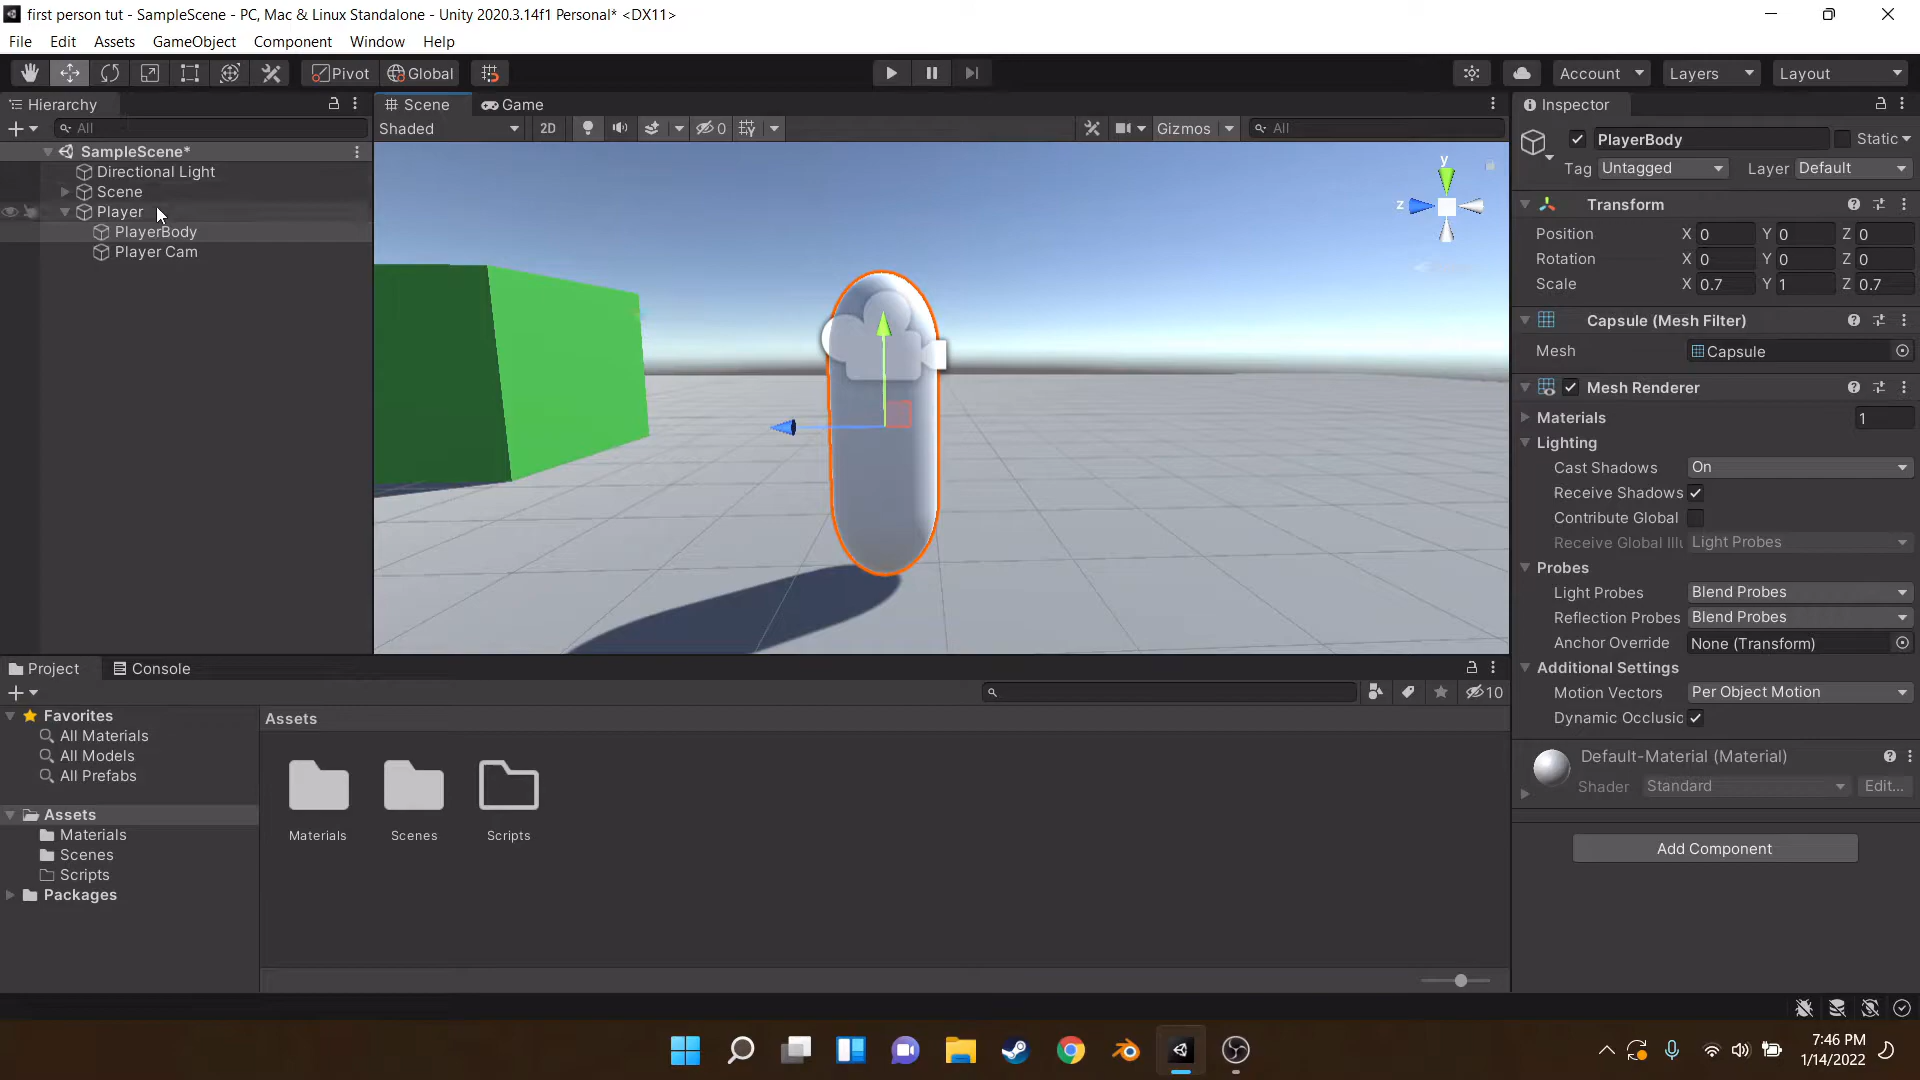 first person tut - SampleScene - PC, Mac & Linux Standalone - Unity 2020.3.14f1 Personal* <DX11>
File Edit Assets GameObject Component Window Help
Pivot Global Account Layers Layout
Hierarchy
All
SampleScene*
Directional Light
Scene
Player
PlayerBody
Player Cam
Scene Game
Shaded 2D 0 Gizmos All
y
z
Inspector
PlayerBody Static
Tag Untagged Layer Default
Transform
Position X 0 Y 0 Z 0
Rotation X 0 Y 0 Z 0
Scale X 0.7 Y 1 Z 0.7
Capsule (Mesh Filter)
Mesh Capsule
Mesh Renderer
Materials 1
Lighting
Cast Shadows On
Receive Shadows
Contribute Global
Receive Global Illu Light Probes
Probes
Light Probes Blend Probes
Reflection Probes Blend Probes
Anchor Override None (Transform)
Additional Settings
Motion Vectors Per Object Motion
Dynamic Occlusic
Default-Material (Material)
Shader Standard Edit...
Add Component
Project Console
10
Favorites
All Materials
All Models
All Prefabs
Assets
Materials
Scenes
Scripts
Packages
Assets
Materials Scenes Scripts
7:46 PM
1/14/2022